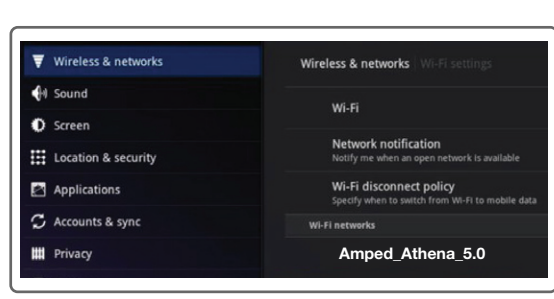 Wireless & networks
Sound
Screen
Location & security
Applications
Accounts & sync
Privacy
Wireless & networks | Wi-Fi settings
Wi-Fi
Network notification
Notify me when an open network is available
Wi-Fi disconnect policy
Specify when to switch from Wi-Fi to mobile data
Wi-Fi networks
Amped_Athena_5.0